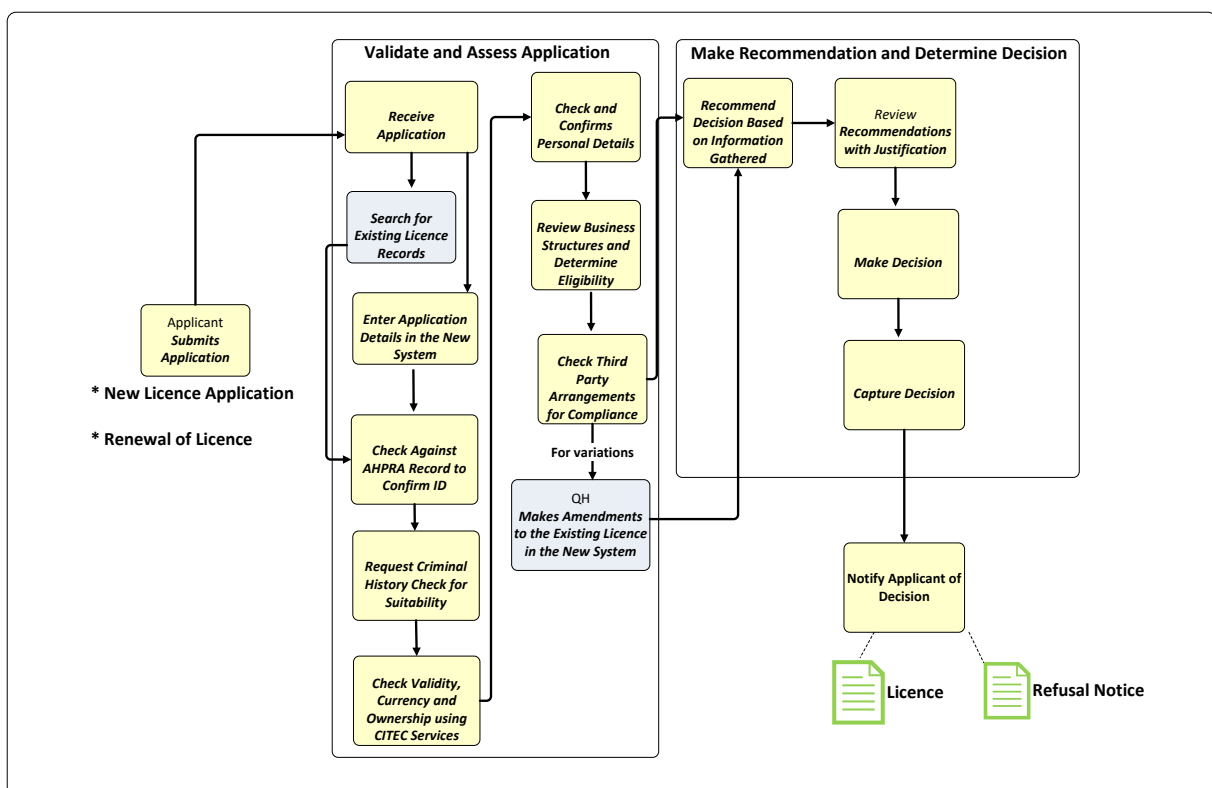 Validate and Assess Application
Make Recommendation and Determine Decision
Applicant
Submits
Application
* New Licence Application
* Renewal of Licence
Receive
Application
Search for
Existing Licence
Records
Enter Application
Details in the New
System
Check Against
AHPRA Record to
Confirm ID
Request Criminal
History Check for
Suitability
Check Validity,
Currency and
Ownership using
CITEC Services
Check and
Confirms
Personal Details
Review Business
Structures and
Determine
Eligibility
Check Third
Party
Arrangements
for Compliance
For variations
QH
Makes Amendments
to the Existing Licence
in the New System
Recommend
Decision Based
on Information
Gathered
Review
Recommendations
with Justification
Make Decision
Capture Decision
Notify Applicant of
Decision
Licence
Refusal Notice